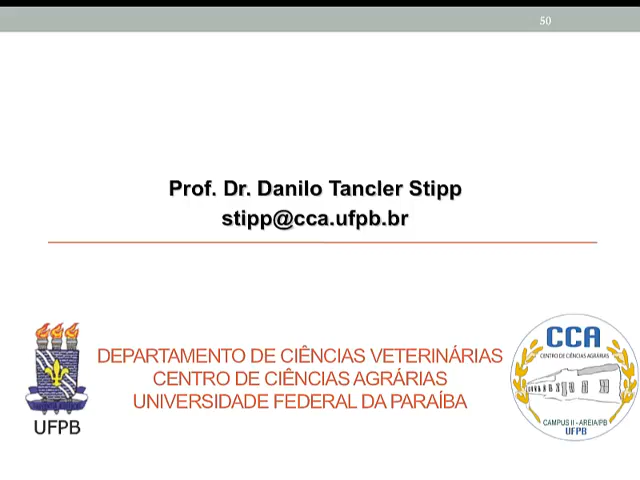 50
Prof. Dr. Danilo Tancler Stipp
stipp@cca.ufpb.br
DEPARTAMENTO DE CIÊNCIAS VETERINÁRIAS
CENTRO DE CIÊNCIAS AGRÁRIAS
UNIVERSIDADE FEDERAL DA PARAÍBA
UFPB
CCA
CENTRO DE CIÊNCIAS AGRÁRIAS
CAMPUS II - AREIA/PB
UFPB